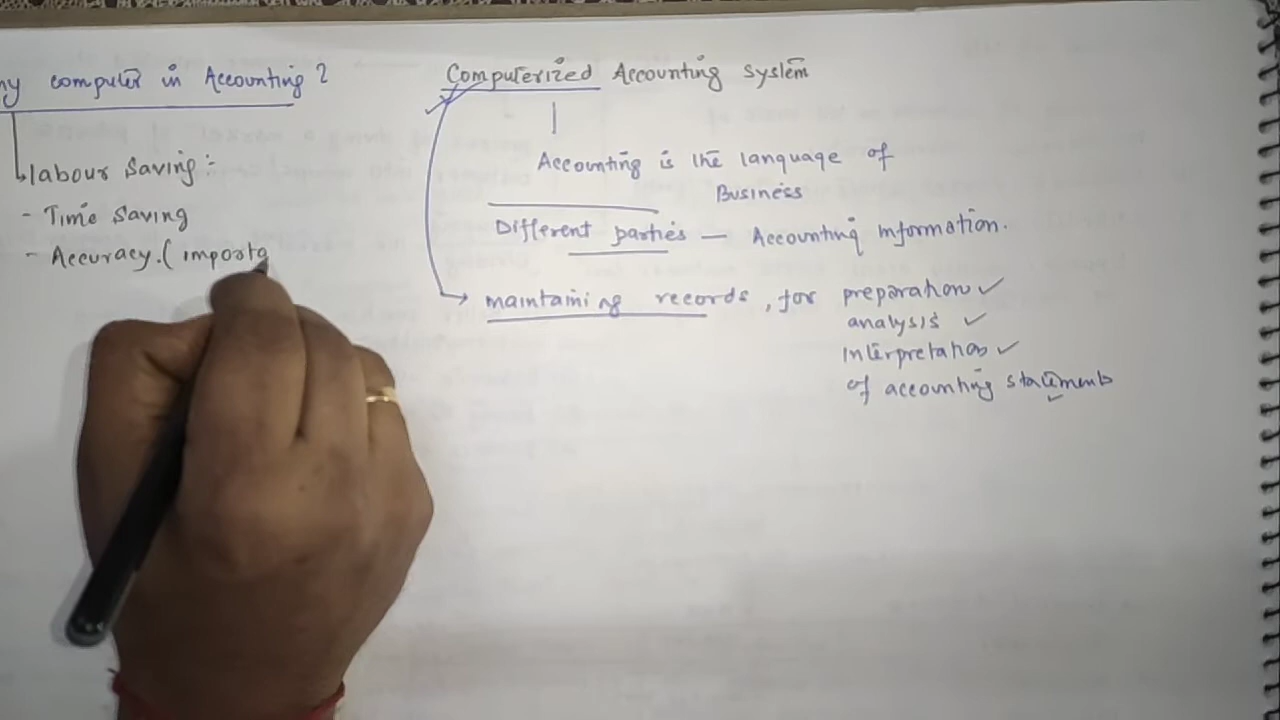 ny computer in Accounting?
labour saving:-
- Time saving
- Accuracy. ( importa
Computerized Accounting system
Accounting is the language of
Business
Different parties — Accounting information.
maintaining records, for preparation ✓
analysis ✓
interpretation ✓
of accounting statements ✓